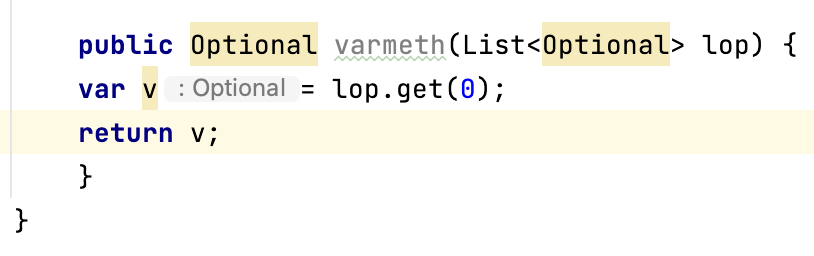 public Optional varmeth(List<Optional> lop) {
var v : Optional = lop.get(0);
return v;
}
}